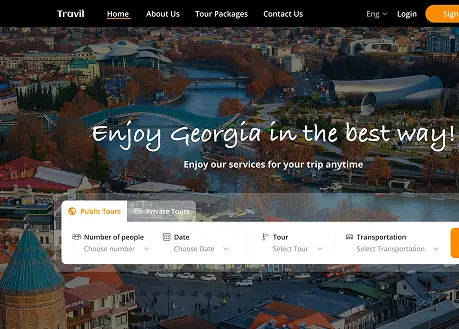 Travil Home About Us Tour Packages Contact Us Eng Login Sign
Enjoy Georgia in the best way!
Enjoy our services for your trip anytime
Public Tours Private Tours
Number of people Date Tour Transportation
Choose number Choose Date Select Tour Select Transportation